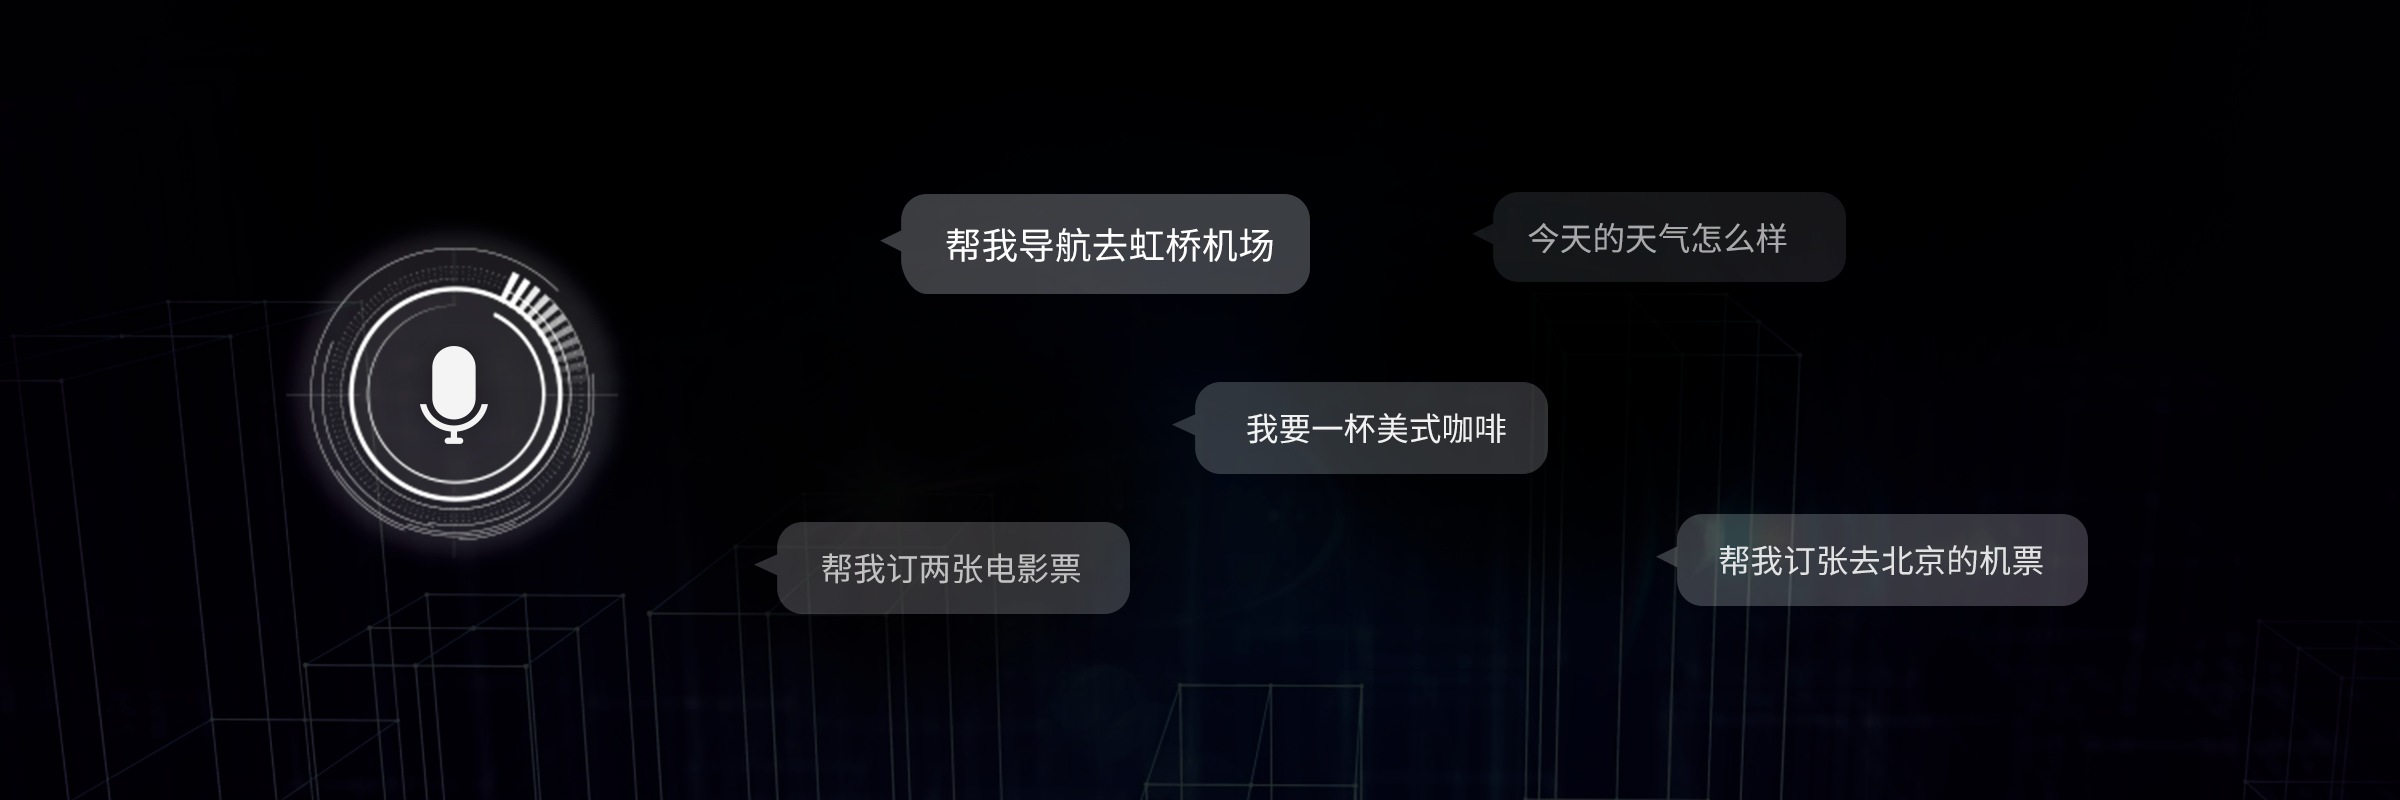 帮我导航去虹桥机场
今天的天气怎么样
我要一杯美式咖啡
帮我订两张电影票
帮我订张去北京的机票